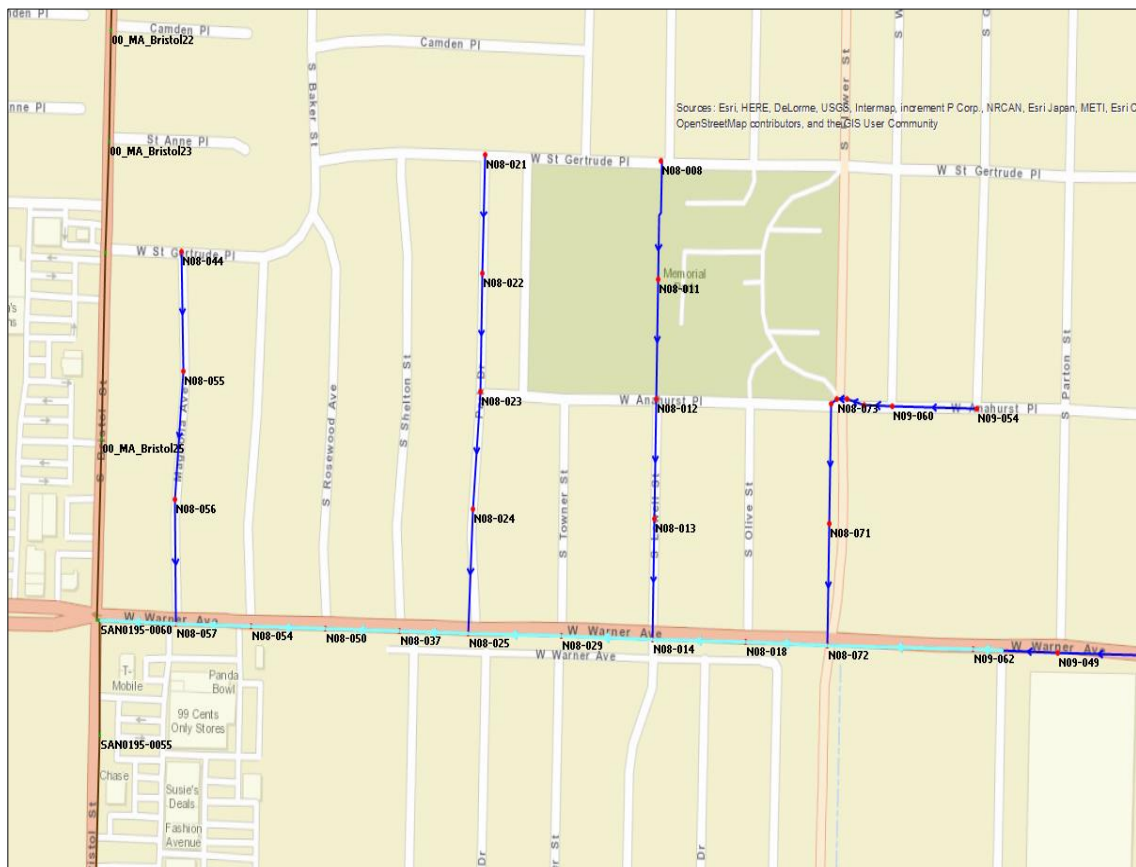 Camden Pl
00_MA_Bristol22
Camden Pl
S Baker St
Sources: Esri, HERE, DeLorme, USGS, Intermap, increment P Corp., NRCAN, Esri Japan, METI, Esri C
OpenStreetMap contributors, and the GIS User Community
St Anne Pl
00_MA_Bristol23
N08-021
W St Gertrude Pl
N08-008
W St Gertrude Pl
W St Gertrude Pl
N08-044
N08-022
Memorial
N08-011
N08-055
N08-023
W Anahurst Pl
N08-012
N08-073
N09-060
W Anahurst Pl
N09-054
S Parton St
S Shelton St
S Rosewood Ave
00_MA_Bristol25
N08-056
N08-024
S Towner St
N08-013
S Olive St
N08-071
W Warner Ave
SAN0195-0060
N08-057
N08-054
N08-050
N08-037
N08-025
N08-029
W Warner Ave
N08-014
N08-018
N08-072
W Warner Ave
N09-062
N09-049
W Warner Ave
T-
Mobile
Panda
Bowl
99 Cents
Only Stores
SAN0195-0055
Chase
Susie's
Deals
Fashion
Avenue